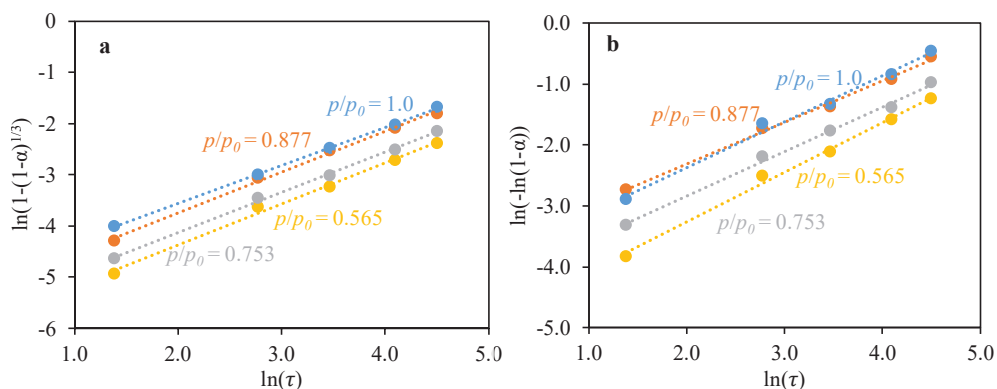 a
ln(1-(1-α)^1/3)
0
-1
-2
-3
-4
-5
-6
1.0
2.0
3.0
4.0
5.0
ln(τ)
p/p0 = 1.0
p/p0 = 0.877
p/p0 = 0.565
p/p0 = 0.753
b
ln(-ln(1-α))
0.0
-1.0
-2.0
-3.0
-4.0
-5.0
1.0
2.0
3.0
4.0
5.0
ln(τ)
p/p0 = 1.0
p/p0 = 0.877
p/p0 = 0.565
p/p0 = 0.753